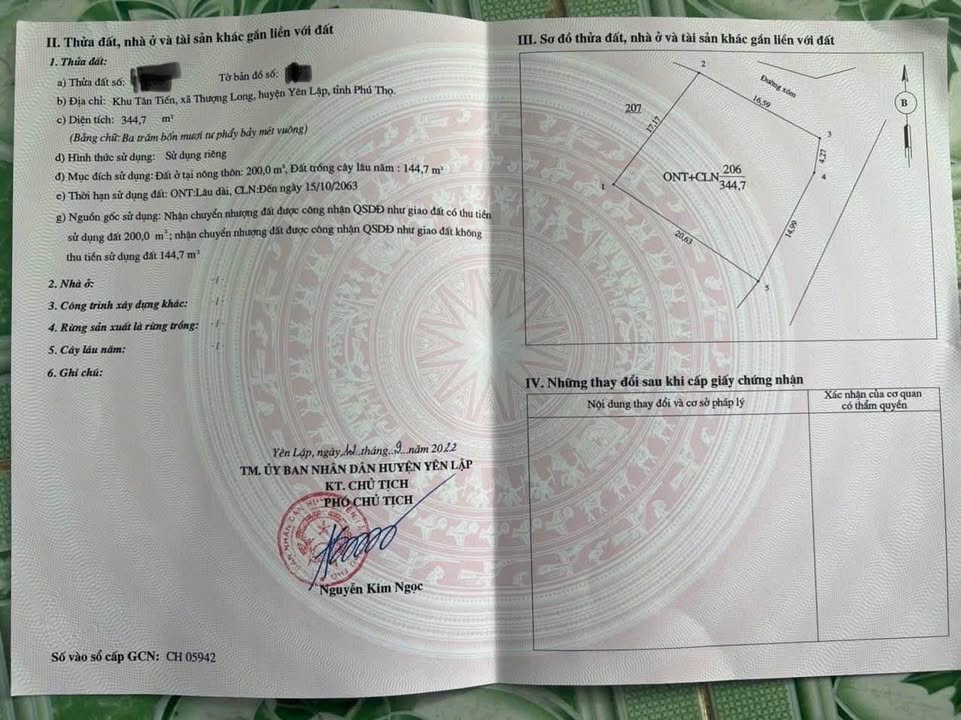 II. Thửa đất, nhà ở và tài sản khác gắn liền với đất
1. Thửa đất:
a) Thửa đất số:
Tờ bản đồ số:
b) Địa chỉ: Khu Tân Tiến, xã Thượng Long, huyện Yên Lập, tỉnh Phú Thọ.
c) Diện tích: 344,7 m²
(Bằng chữ: Ba trăm bốn mươi tư phẩy bảy mét vuông)
d) Hình thức sử dụng: Sử dụng riêng
đ) Mục đích sử dụng: Đất ở tại nông thôn: 200,0 m², Đất trồng cây lâu năm : 144,7 m²
e) Thời hạn sử dụng đất: ONT:Lâu dài, CLN:Đến ngày 15/10/2063
g) Nguồn gốc sử dụng: Nhận chuyển nhượng đất được công nhận QSDĐ như giao đất có thu tiền
sử dụng đất 200,0 m²; nhận chuyển nhượng đất được công nhận QSDĐ như giao đất không
thu tiền sử dụng đất 144,7 m²
2. Nhà ở: -/-
3. Công trình xây dựng khác: -/-
4. Rừng sản xuất là rừng trồng: -/-
5. Cây lâu năm: -/-
6. Ghi chú:
Yên Lập, ngày tháng 9 năm 2022
TM. ỦY BAN NHÂN DÂN HUYỆN YÊN LẬP
KT. CHỦ TỊCH
PHÓ CHỦ TỊCH
Nguyễn Kim Ngọc
Số vào sổ cấp GCN: CH 05942
III. Sơ đồ thửa đất, nhà ở và tài sản khác gắn liền với đất
2
Đường xóm
207
17,17
16,59
B
3
4,27
4
1
ONT+CLN 206
344,7
20,63
14,99
5
IV. Những thay đổi sau khi cấp giấy chứng nhận
Nội dung thay đổi và cơ sở pháp lý
Xác nhận của cơ quan
có thẩm quyền